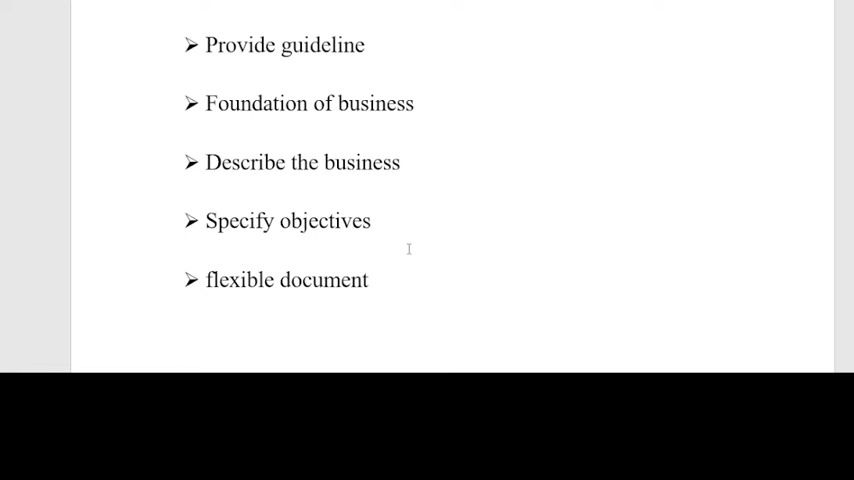 ➢ Provide guideline
➢ Foundation of business
➢ Describe the business
➢ Specify objectives
➢ flexible document